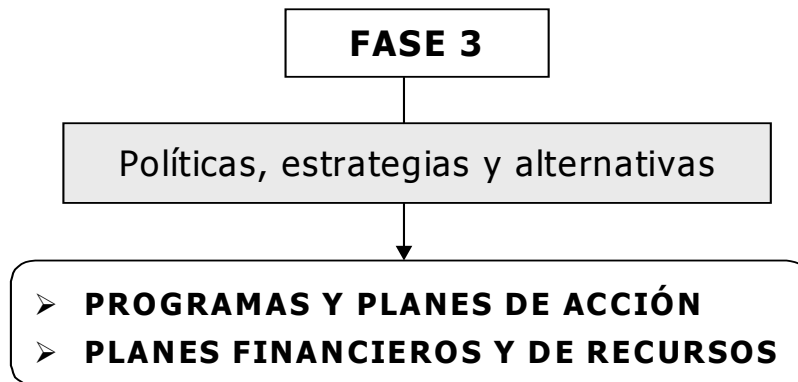 FASE 3
Políticas, estrategias y alternativas
➢ PROGRAMAS Y PLANES DE ACCIÓN
➢ PLANES FINANCIEROS Y DE RECURSOS